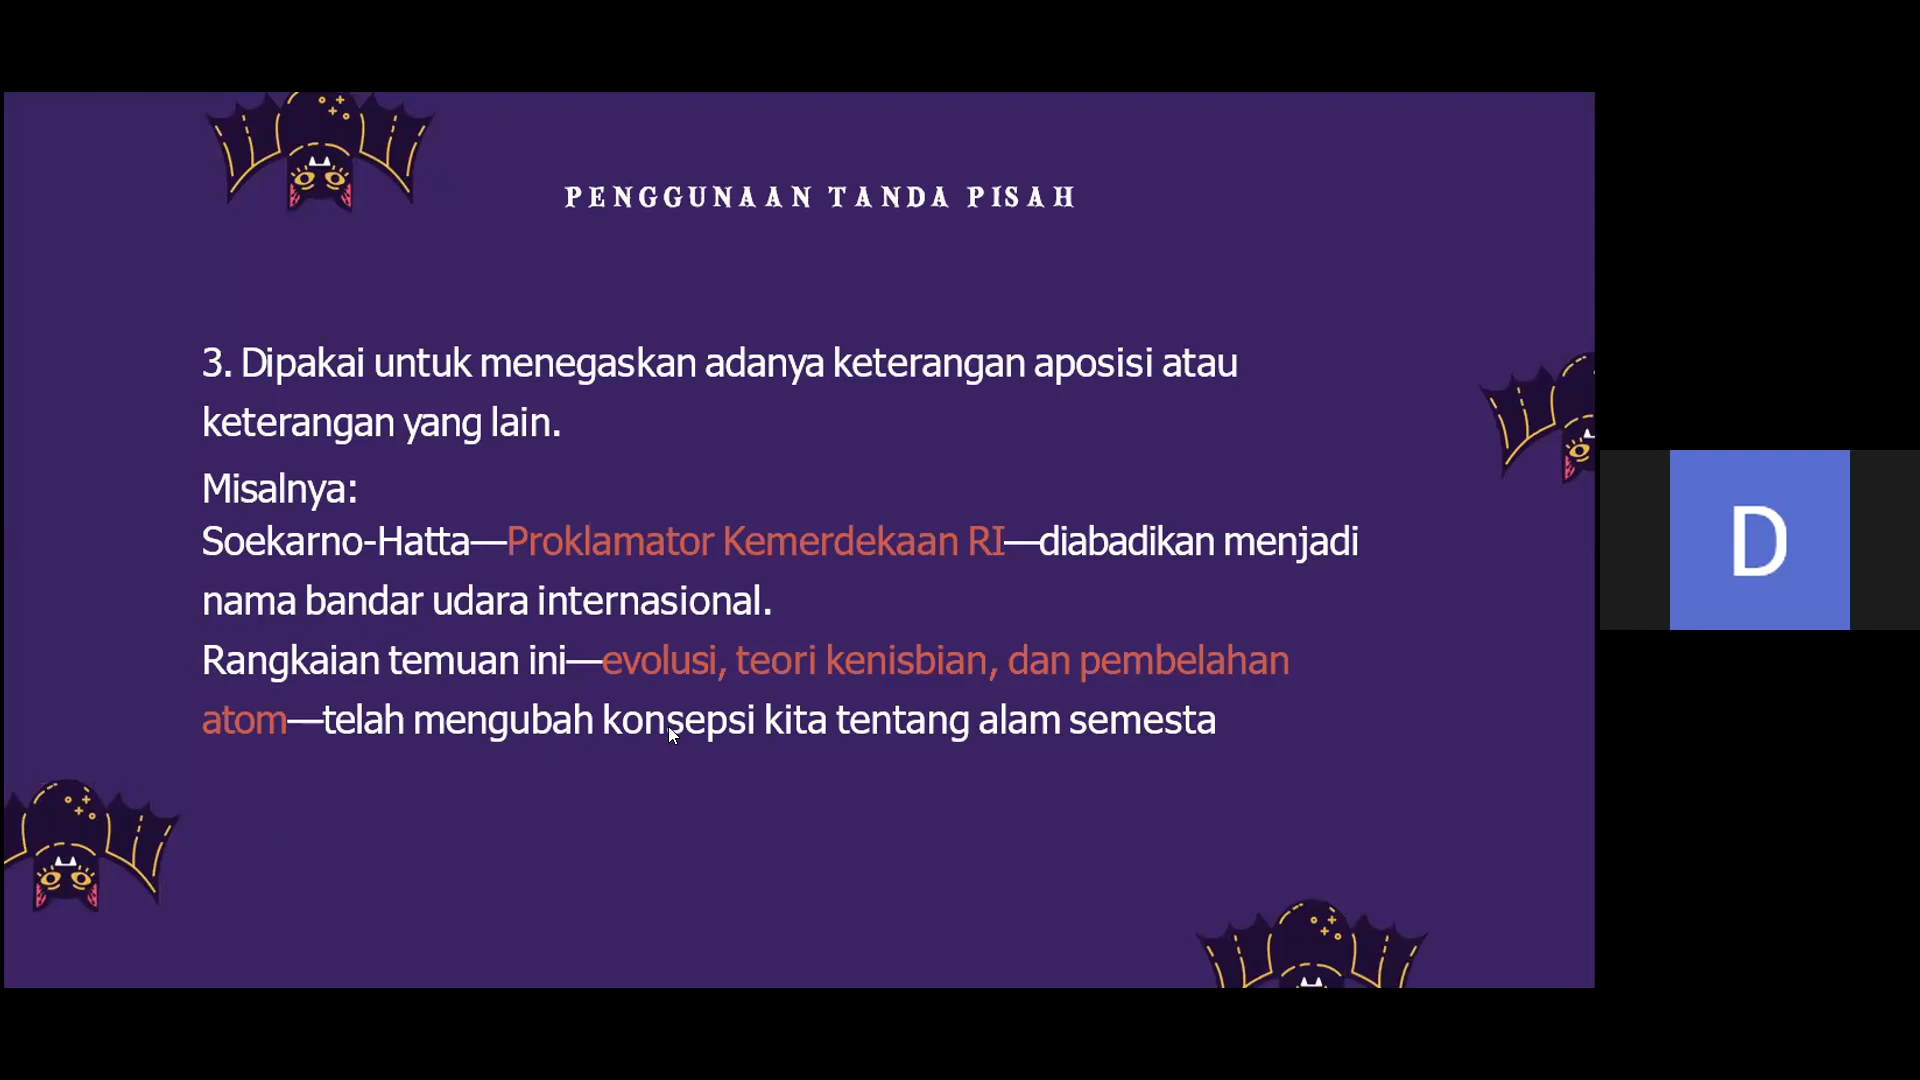 PENGGUNAAN TANDA PISAH
3. Dipakai untuk menegaskan adanya keterangan aposisi atau
keterangan yang lain.
Misalnya:
Soekarno-Hatta—Proklamator Kemerdekaan RI—diabadikan menjadi
nama bandar udara internasional.
Rangkaian temuan ini—evolusi, teori kenisbian, dan pembelahan
atom—telah mengubah konsepsi kita tentang alam semesta
D